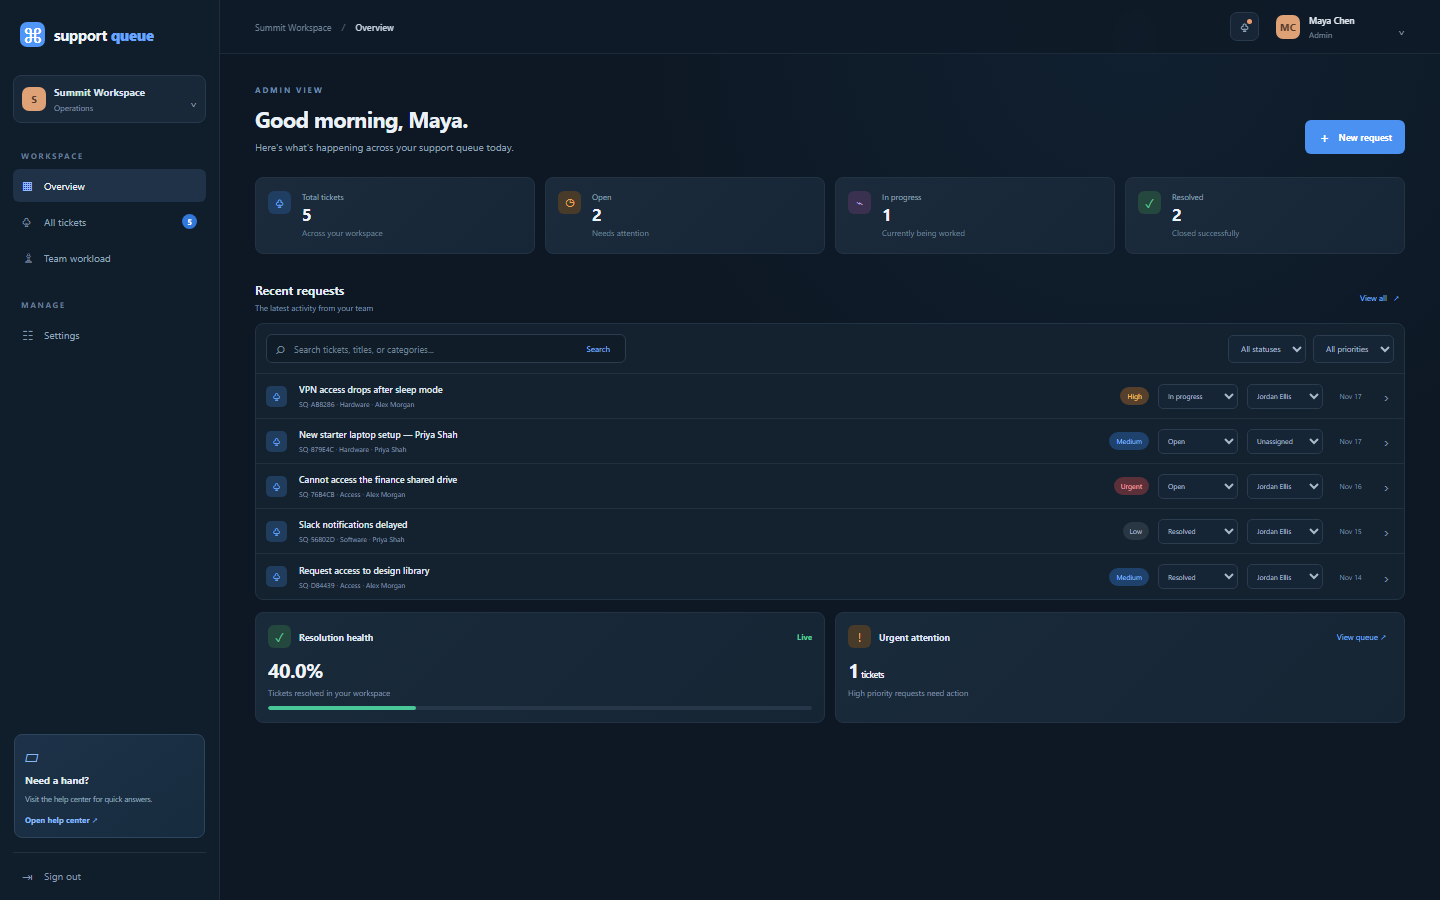 support queue
S
Summit Workspace
Operations
WORKSPACE
Overview
All tickets
5
Team workload
MANAGE
Settings
Need a hand?
Visit the help center for quick answers.
Open help center ↗
Sign out
Summit Workspace / Overview
MC
Maya Chen
Admin
ADMIN VIEW
Good morning, Maya.
Here's what's happening across your support queue today.
+ New request
Total tickets
5
Across your workspace
Open
2
Needs attention
In progress
1
Currently being worked
Resolved
2
Closed successfully
Recent requests
The latest activity from your team
View all ↗
Search tickets, titles, or categories...
Search
All statuses
All priorities
VPN access drops after sleep mode
SQ-AB8286 · Hardware · Alex Morgan
High
In progress
Jordan Ellis
Nov 17
New starter laptop setup — Priya Shah
SQ-879E4C · Hardware · Priya Shah
Medium
Open
Unassigned
Nov 17
Cannot access the finance shared drive
SQ-76B4CB · Access · Alex Morgan
Urgent
Open
Jordan Ellis
Nov 16
Slack notifications delayed
SQ-56802D · Software · Priya Shah
Low
Resolved
Jordan Ellis
Nov 15
Request access to design library
SQ-DB4439 · Access · Alex Morgan
Medium
Resolved
Jordan Ellis
Nov 14
Resolution health
Live
40.0%
Tickets resolved in your workspace
Urgent attention
View queue ↗
1 tickets
High priority requests need action